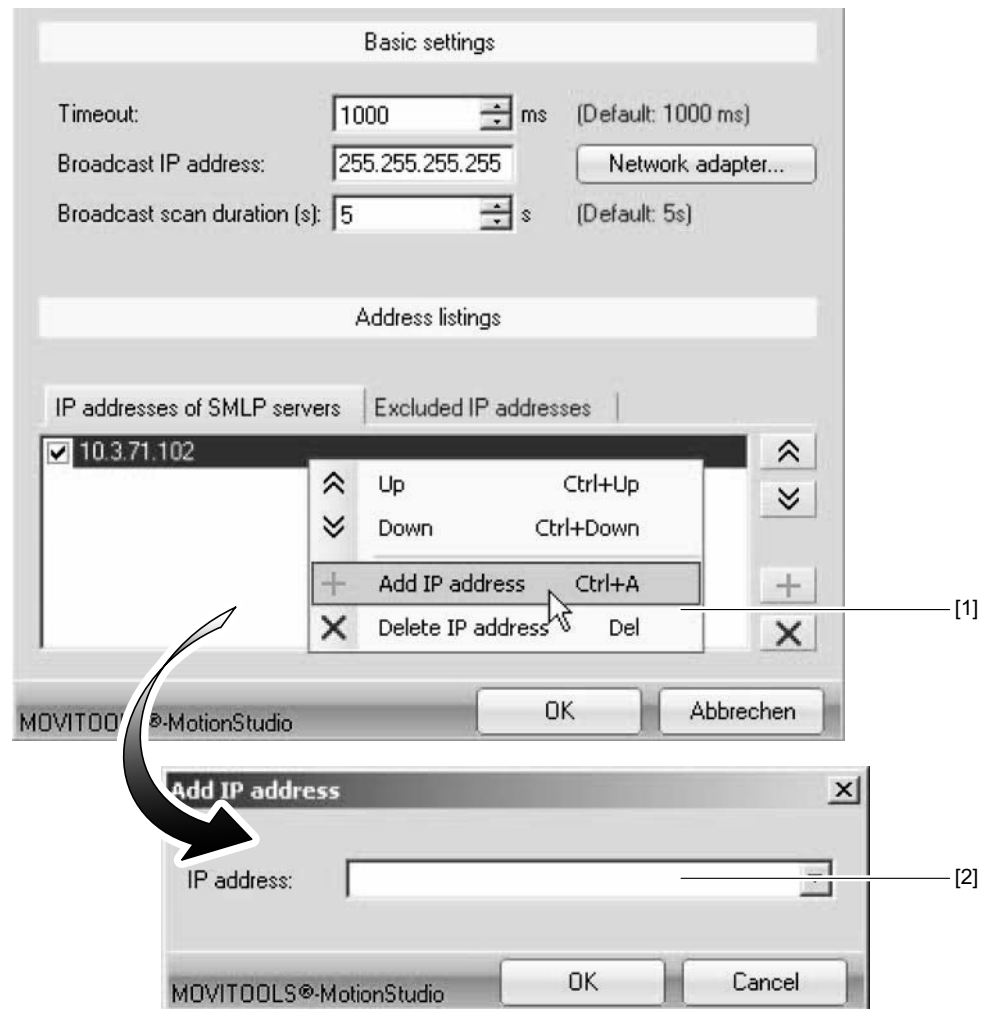 Basic settings
Timeout: 1000 ms (Default: 1000 ms)
Broadcast IP address: 255.255.255.255 Network adapter...
Broadcast scan duration (s): 5 s (Default: 5s)
Address listings
IP addresses of SMLP servers Excluded IP addresses
10.3.71.102
Up Ctrl+Up
Down Ctrl+Down
Add IP address Ctrl+A
[1]
Delete IP address Del
OK Abbrechen
®-MotionStudio
Add IP address
IP address:
[2]
OK Cancel
MOVITOOLS®-MotionStudio